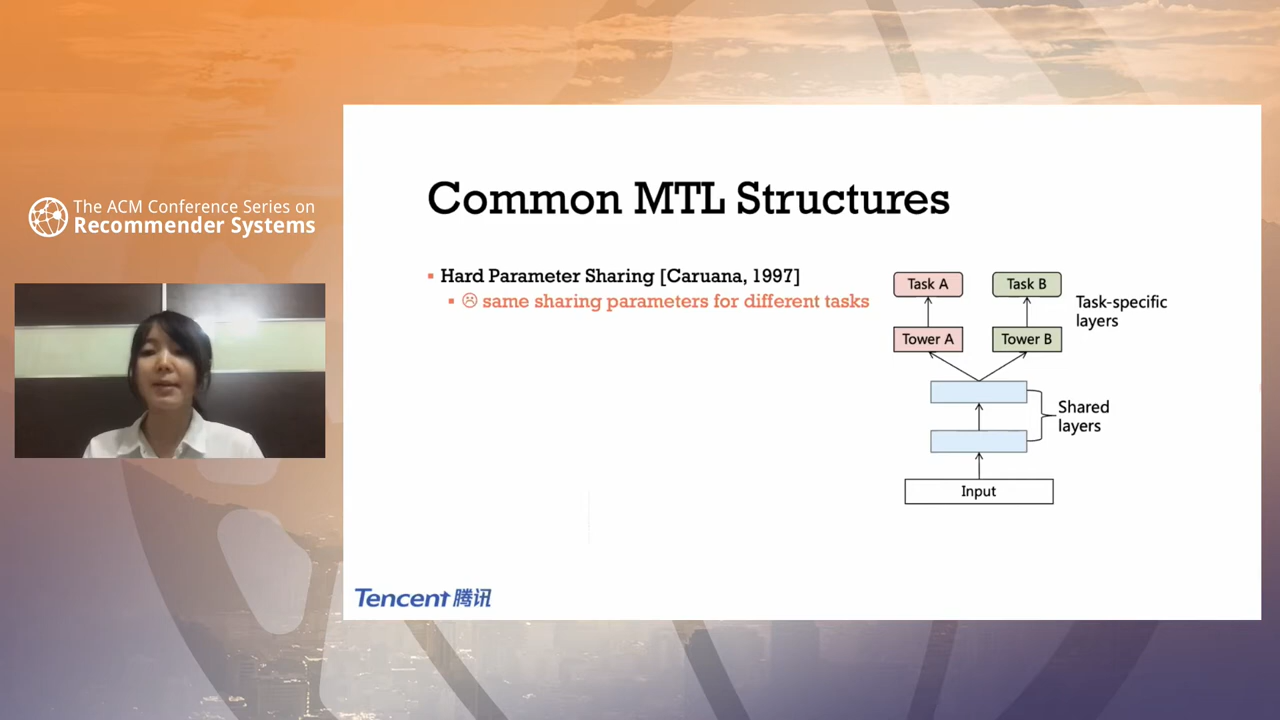 The ACM Conference Series on
Recommender Systems
Common MTL Structures
▪ Hard Parameter Sharing [Caruana, 1997]
▪ ☹ same sharing parameters for different tasks
Task A
Task B
Task-specific
layers
Tower A
Tower B
Shared
layers
Input
Tencent 腾讯